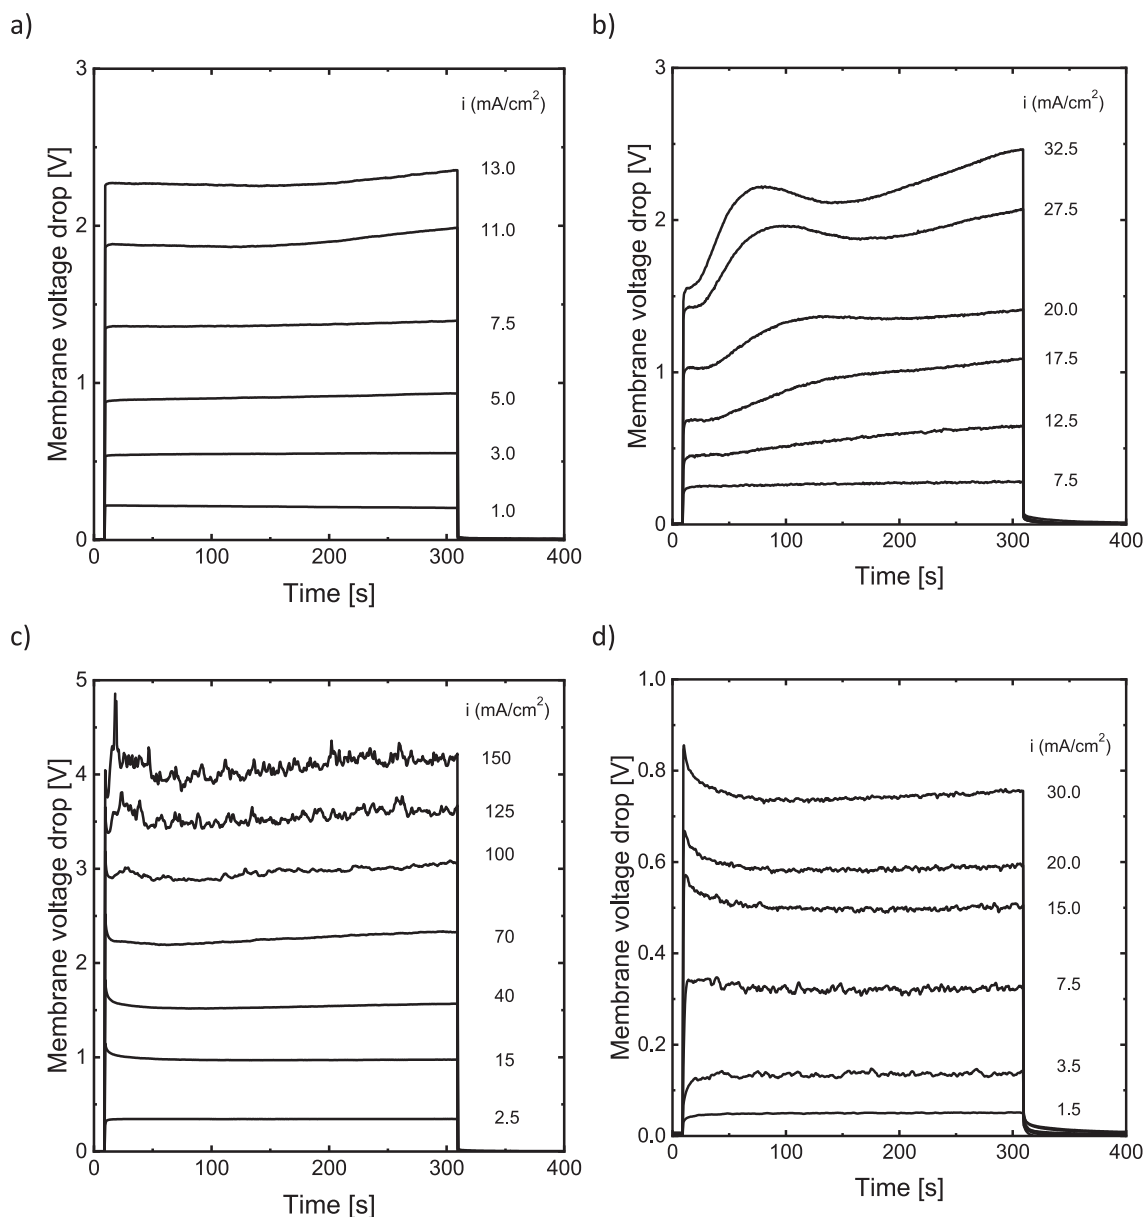 a)
3
2
1
0
Membrane voltage drop [V]
i (mA/cm²)
13.0
11.0
7.5
5.0
3.0
1.0
0 100 200 300 400
Time [s]
b)
3
2
1
0
Membrane voltage drop [V]
i (mA/cm²)
32.5
27.5
20.0
17.5
12.5
7.5
0 100 200 300 400
Time [s]
c)
5
4
3
2
1
0
Membrane voltage drop [V]
i (mA/cm²)
150
125
100
70
40
15
2.5
0 100 200 300 400
Time [s]
d)
1.0
0.8
0.6
0.4
0.2
0.0
Membrane voltage drop [V]
i (mA/cm²)
30.0
20.0
15.0
7.5
3.5
1.5
0 100 200 300 400
Time [s]